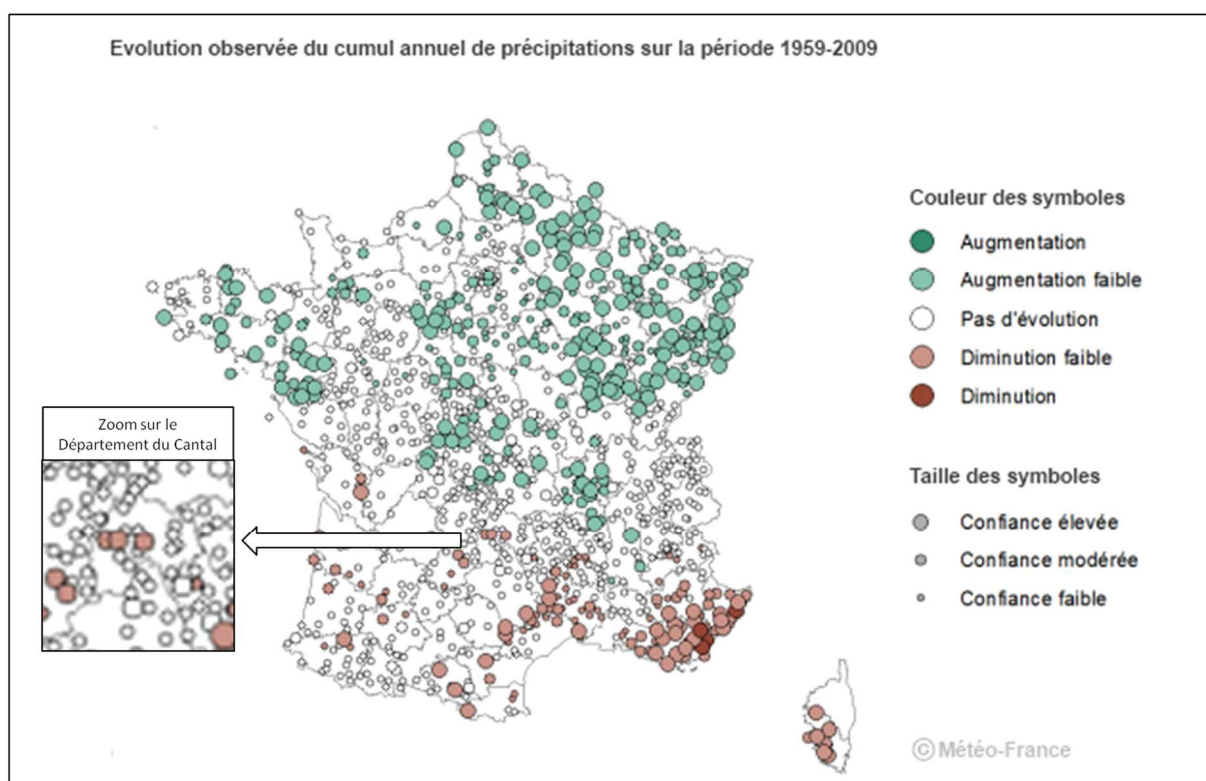 Evolution observée du cumul annuel de précipitations sur la période 1959-2009
Couleur des symboles
Augmentation
Augmentation faible
Pas d'évolution
Diminution faible
Diminution
Zoom sur le
Département du Cantal
Taille des symboles
Confiance élevée
Confiance modérée
Confiance faible
© Météo-France